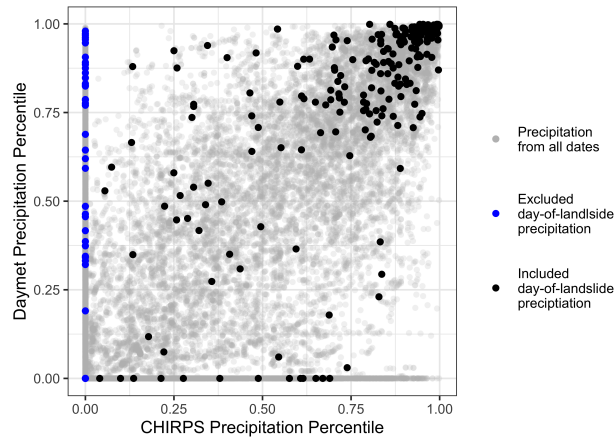 1.00
0.75
0.50
0.25
0.00
Daymet Precipitation Percentile
0.00 0.25 0.50 0.75 1.00
CHIRPS Precipitation Percentile
Precipitation
from all dates
Excluded
day-of-landlside
precipitation
Included
day-of-landslide
preciptiation